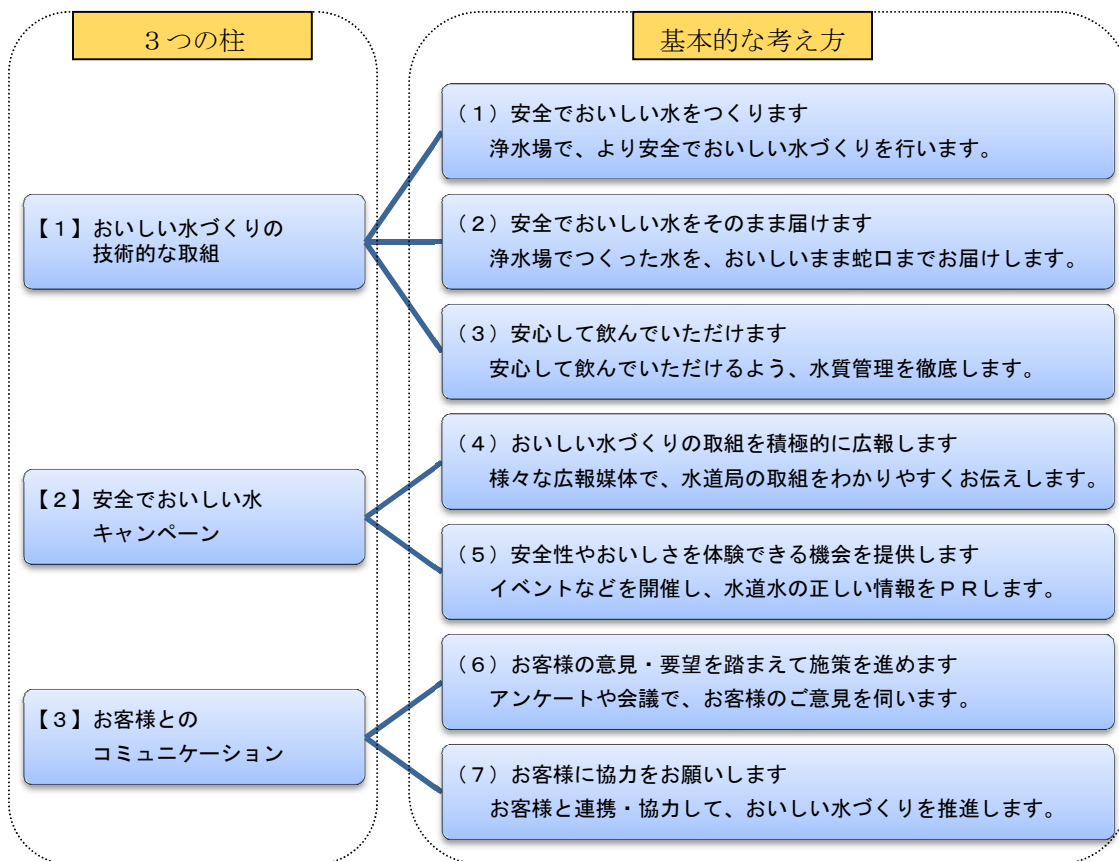 3つの柱
基本的な考え方
【1】おいしい水づくりの
技術的な取組
(1)安全でおいしい水をつくります
浄水場で、より安全でおいしい水づくりを行います。
(2)安全でおいしい水をそのまま届けます
浄水場でつくった水を、おいしいまま蛇口までお届けします。
(3)安心して飲んでいただけます
安心して飲んでいただけるよう、水質管理を徹底します。
【2】安全でおいしい水
キャンペーン
(4)おいしい水づくりの取組を積極的に広報します
様々な広報媒体で、水道局の取組をわかりやすくお伝えします。
(5)安全性やおいしさを体験できる機会を提供します
イベントなどを開催し、水道水の正しい情報をPRします。
【3】お客様との
コミュニケーション
(6)お客様の意見・要望を踏まえて施策を進めます
アンケートや会議で、お客様のご意見を伺います。
(7)お客様に協力をお願いします
お客様と連携・協力して、おいしい水づくりを推進します。